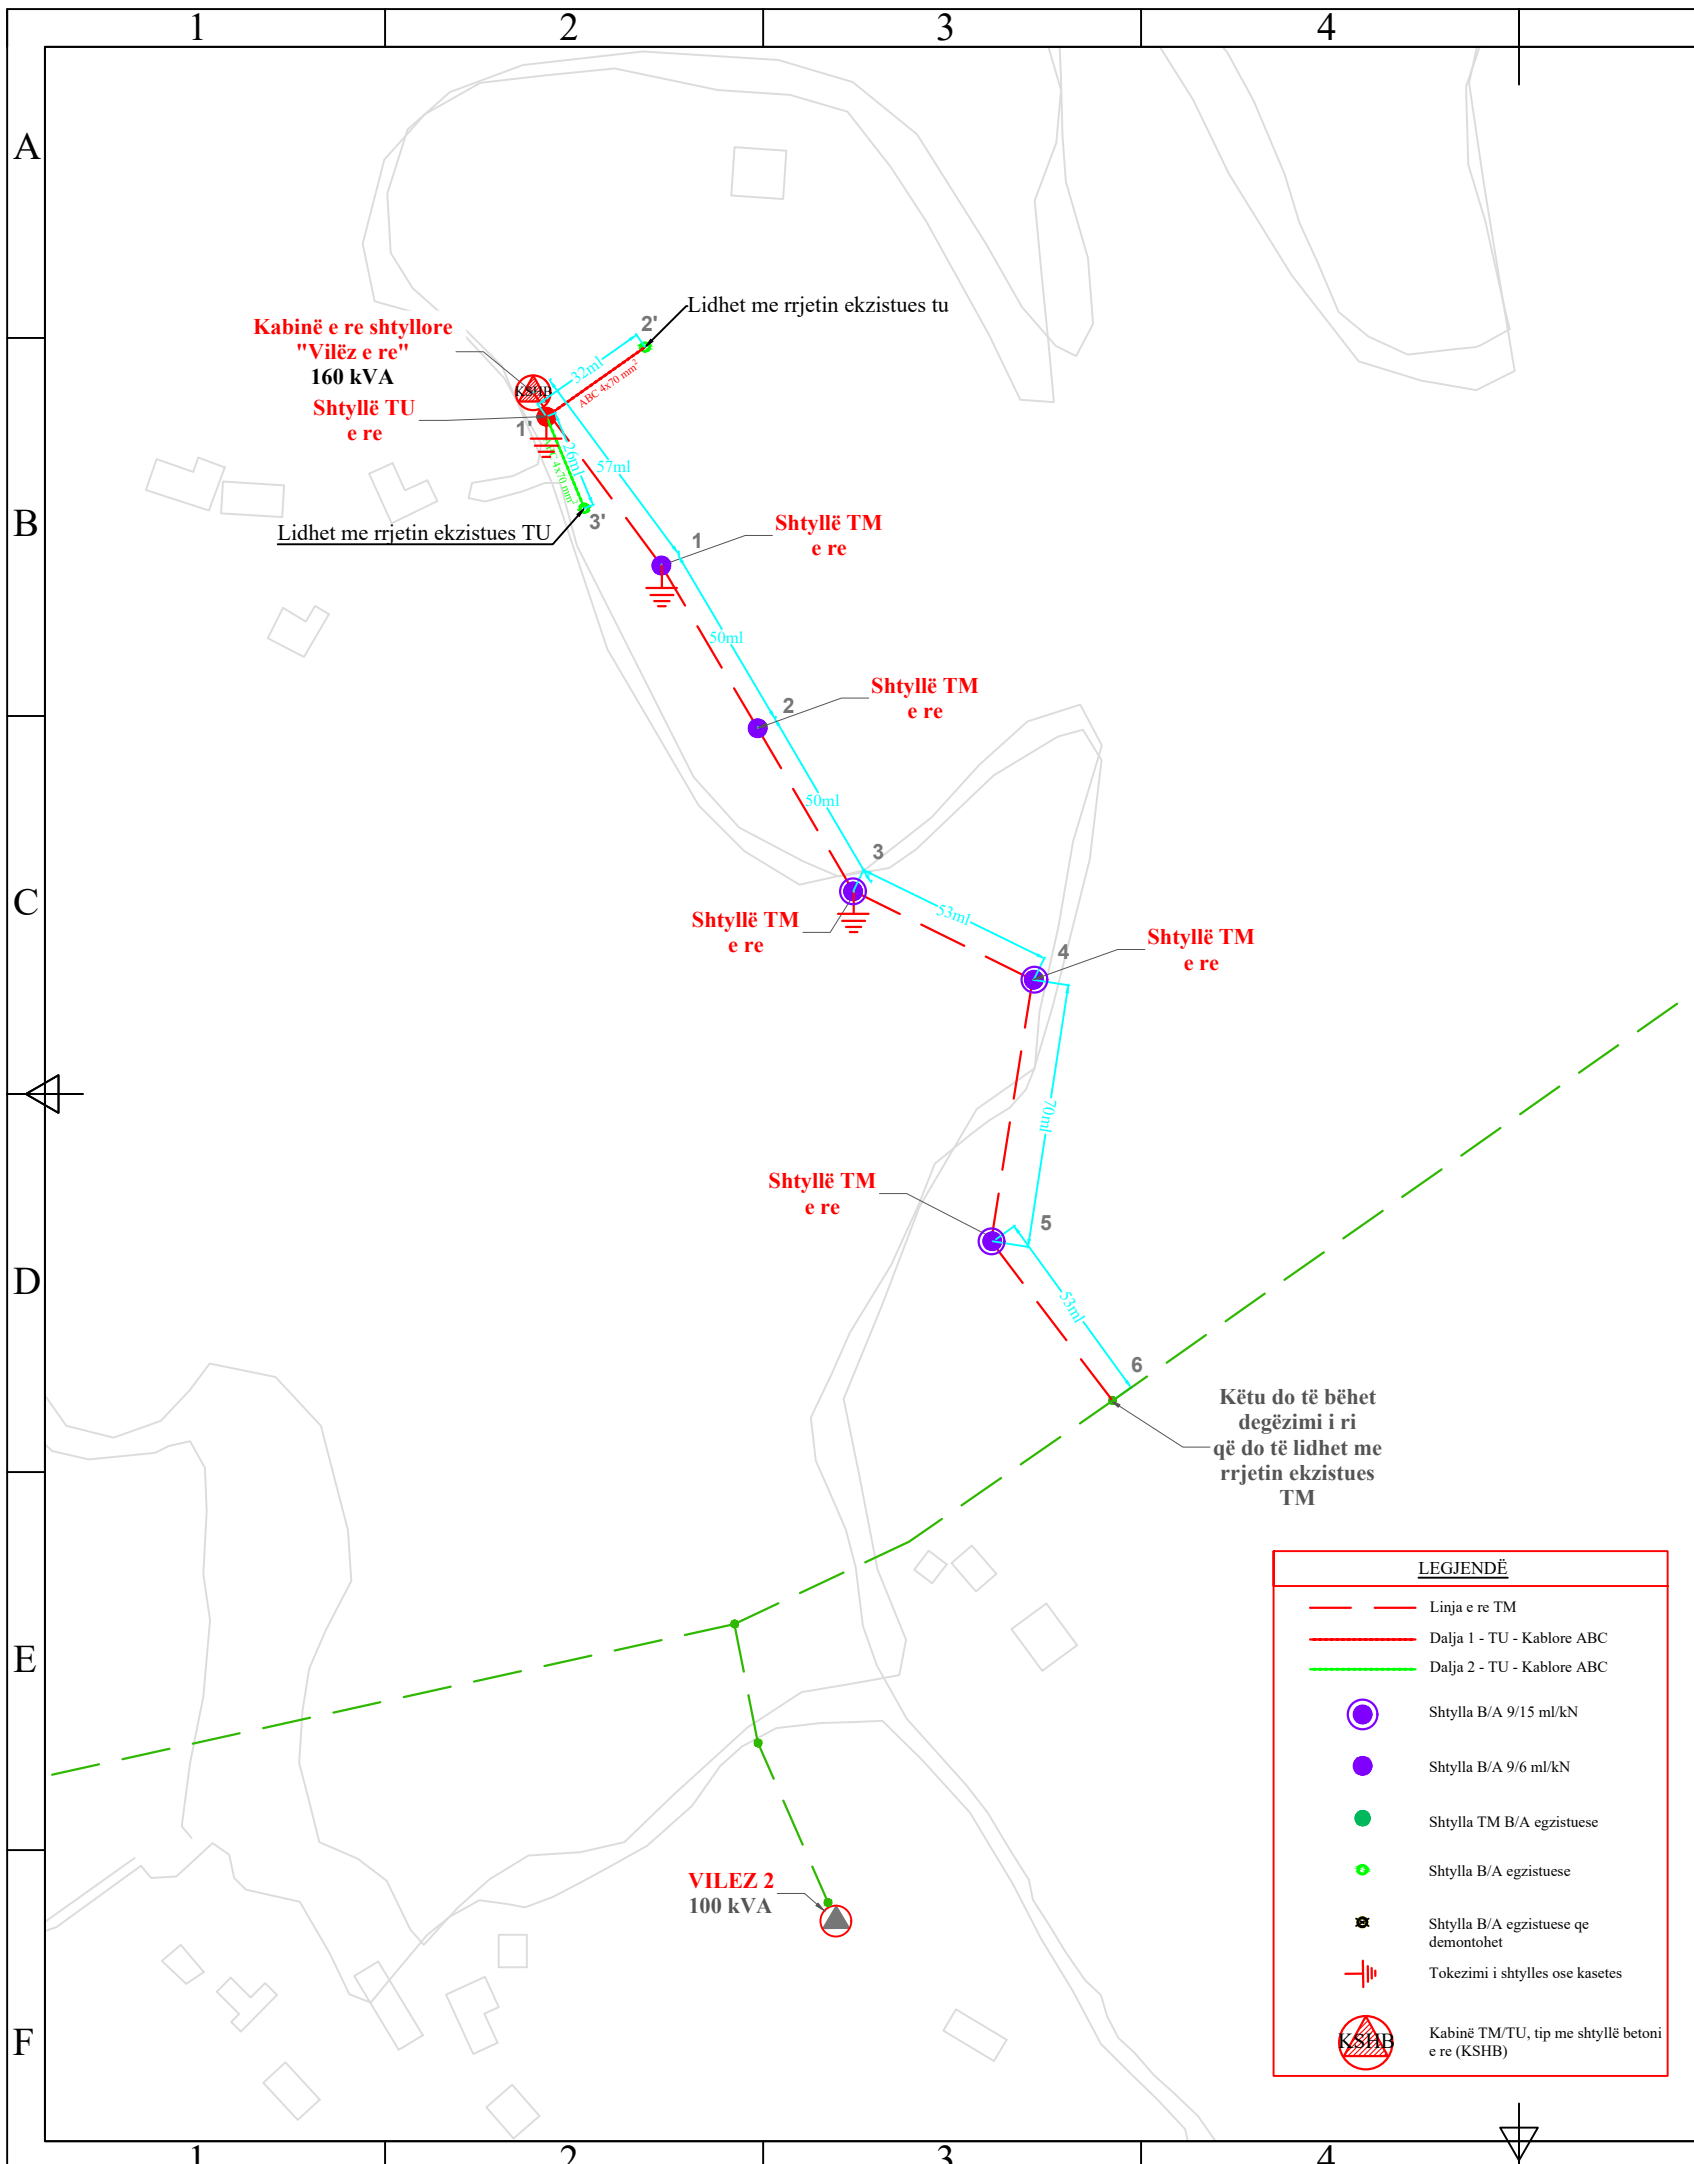 1
2
3
4
A
B
C
D
E
F
Lidhet me rrjetin ekzistues tu
2'
Kabinë e re shtyllore
"Vilëz e re"
160 kVA
KSHB
32ml
ABC 4x70 mm²
Shtyllë TU
e re
1'
26ml
4x70 mm²
57ml
3'
Lidhet me rrjetin ekzistues TU
1
Shtyllë TM
e re
50ml
2
Shtyllë TM
e re
50ml
3
Shtyllë TM
e re
53ml
4
Shtyllë TM
e re
70ml
Shtyllë TM
e re
5
53ml
6
Këtu do të bëhet
degëzimi i ri
që do të lidhet me
rrjetin ekzistues
TM
VILEZ 2
100 kVA
LEGJENDË
Linja e re TM
Dalja 1 - TU - Kablore ABC
Dalja 2 - TU - Kablore ABC
Shtylla B/A 9/15 ml/kN
Shtylla B/A 9/6 ml/kN
Shtylla TM B/A egzistuese
Shtylla B/A egzistuese
Shtylla B/A egzistuese qe
demontohet
Tokezimi i shtylles ose kasetes
KSHB
Kabinë TM/TU, tip me shtyllë betoni
e re (KSHB)
1
2
3
4